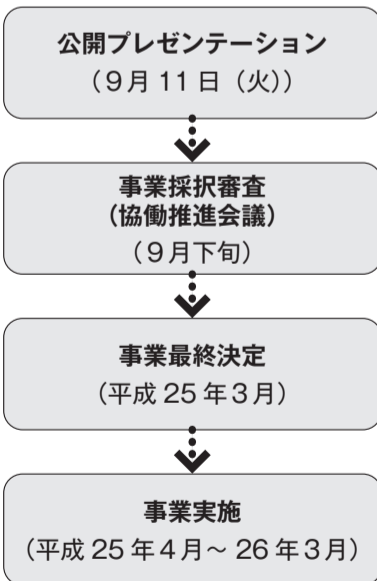 公開プレゼンテーション
（9月11日（火））
事業採択審査
（協働推進会議）
（9月下旬）
事業最終決定
（平成25年3月）
事業実施
（平成25年4月～26年3月）